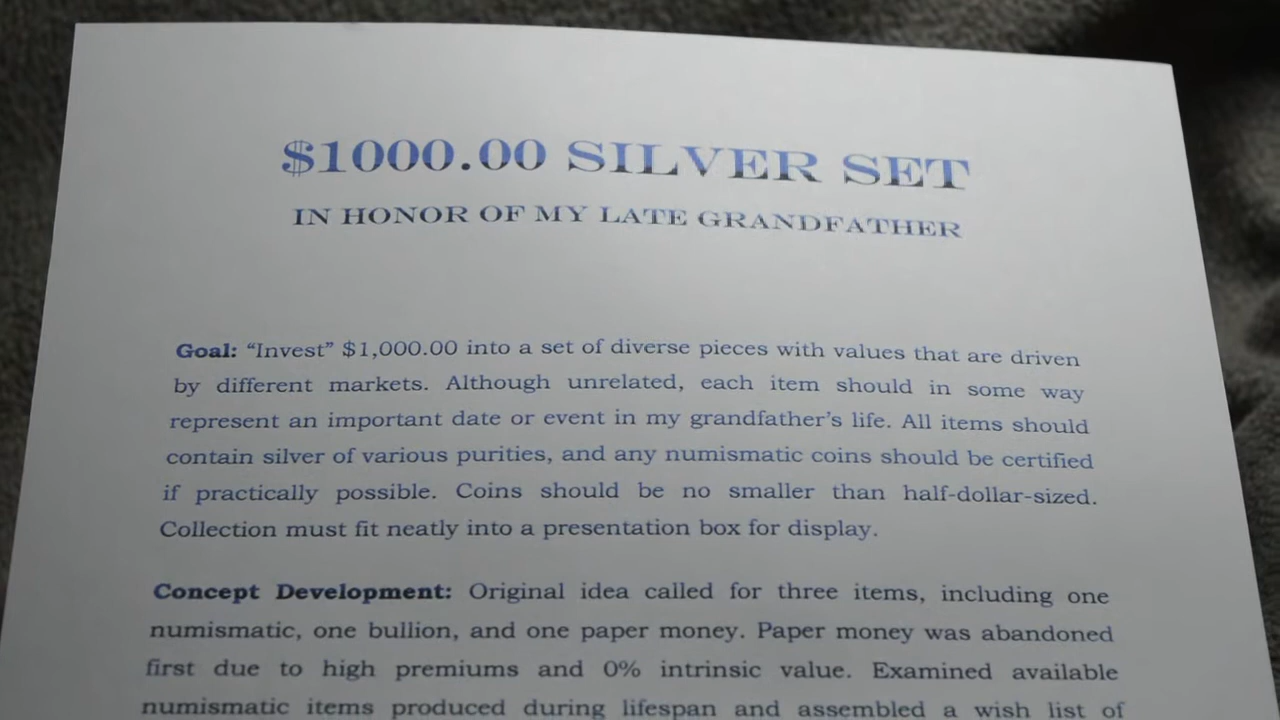 $1000.00 SILVER SET
IN HONOR OF MY LATE GRANDFATHER
Goal: “Invest” $1,000.00 into a set of diverse pieces with values that are driven
by different markets. Although unrelated, each item should in some way
represent an important date or event in my grandfather’s life. All items should
contain silver of various purities, and any numismatic coins should be certified
if practically possible. Coins should be no smaller than half-dollar-sized.
Collection must fit neatly into a presentation box for display.
Concept Development: Original idea called for three items, including one
numismatic, one bullion, and one paper money. Paper money was abandoned
first due to high premiums and 0% intrinsic value. Examined available
numismatic items produced during lifespan and assembled a wish list of